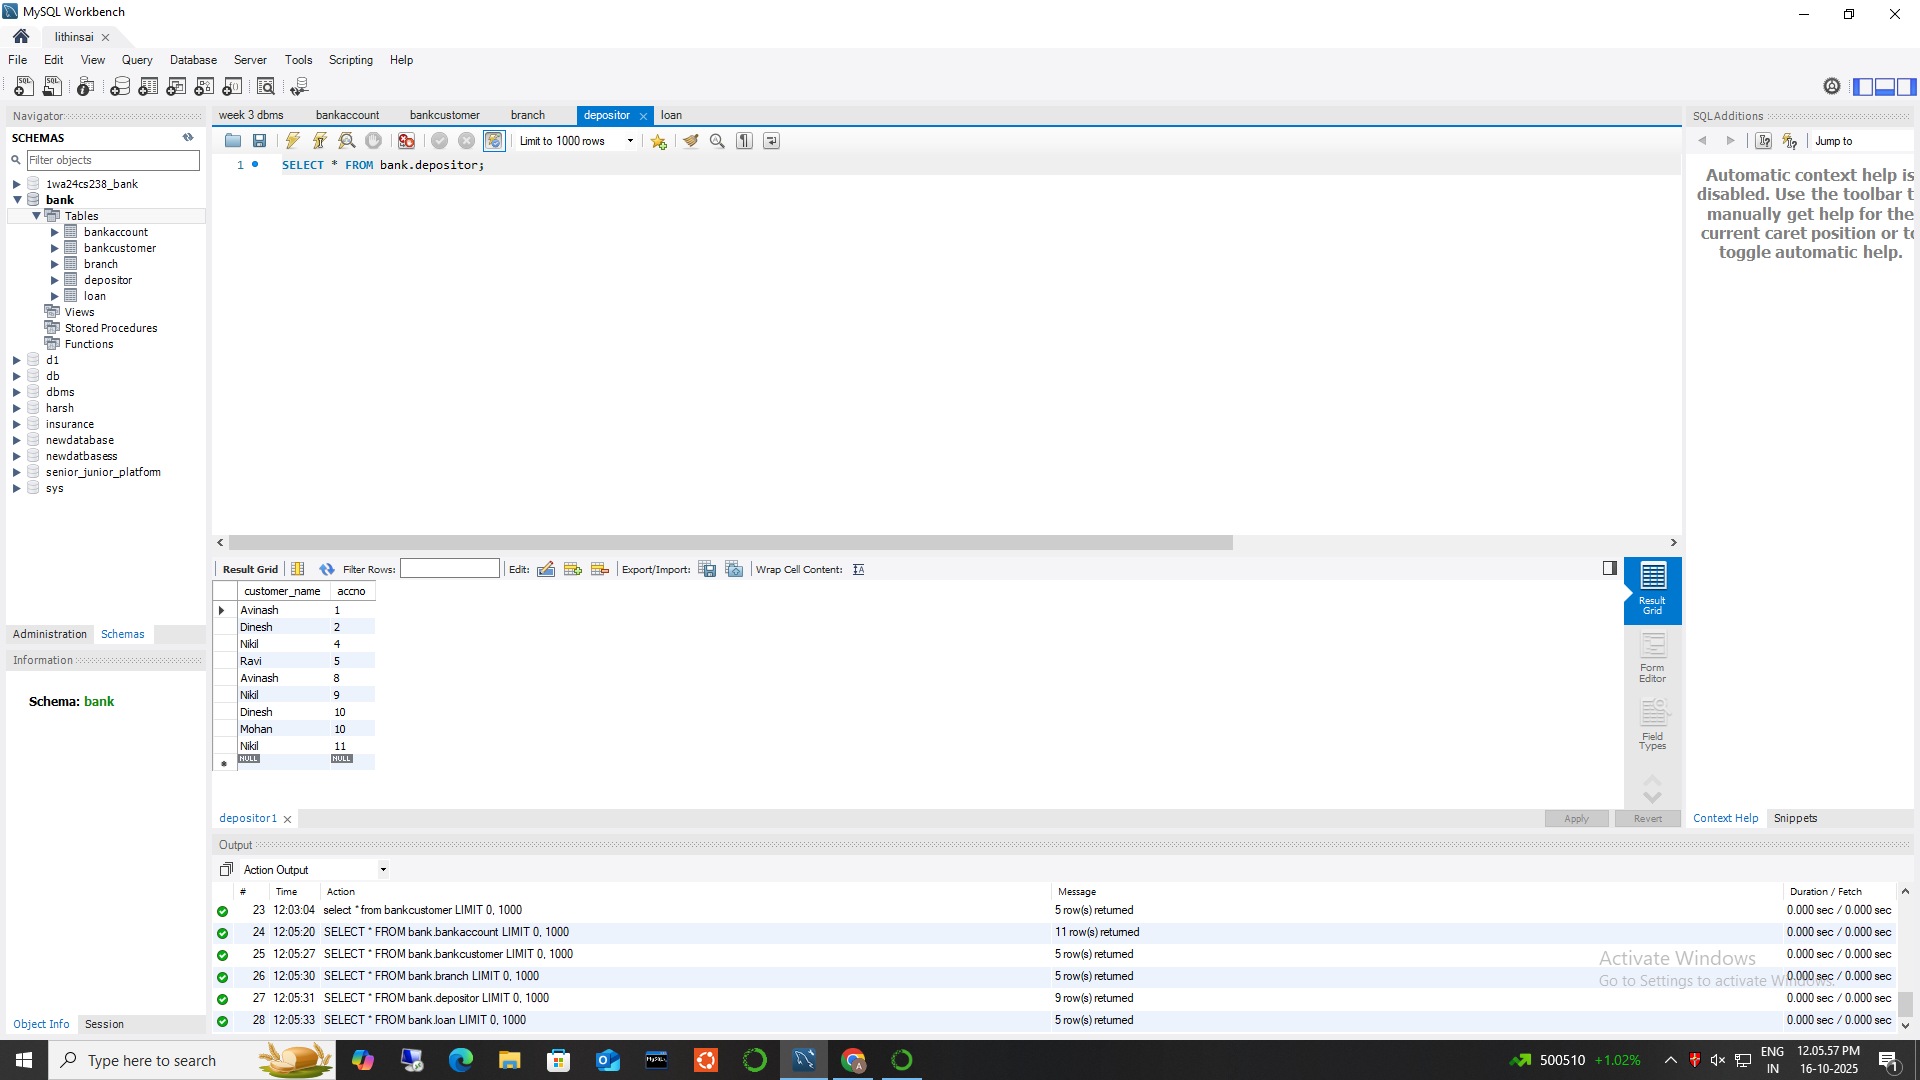 MySQL Workbench
lithinsai
File Edit View Query Database Server Tools Scripting Help
Navigator
SCHEMAS
Filter objects
1wa24cs238_bank
bank
Tables
bankaccount
bankcustomer
branch
depositor
loan
Views
Stored Procedures
Functions
d1
db
dbms
harsh
insurance
newdatabase
newdatbasess
senior_junior_platform
sys
Administration Schemas
Information
Schema: bank
Object Info Session
week 3 dbms bankaccount bankcustomer branch depositor loan
Limit to 1000 rows
1 SELECT * FROM bank.depositor;
Result Grid Filter Rows: Edit: Export/Import: Wrap Cell Content:
customer_name accno
Avinash 1
Dinesh 2
Nikil 4
Ravi 5
Avinash 8
Nikil 9
Dinesh 10
Mohan 10
Nikil 11
NULL NULL
Result
Grid
Form
Editor
Field
Types
depositor1
Apply Revert
SQLAdditions
Jump to
Automatic context help is
disabled. Use the toolbar t
manually get help for the
current caret position or to
toggle automatic help.
Context Help Snippets
Output
Action Output
# Time Action Message Duration / Fetch
23 12:03:04 select * from bankcustomer LIMIT 0, 1000 5 row(s) returned 0.000 sec / 0.000 sec
24 12:05:20 SELECT * FROM bank.bankaccount LIMIT 0, 1000 11 row(s) returned 0.000 sec / 0.000 sec
25 12:05:27 SELECT * FROM bank.bankcustomer LIMIT 0, 1000 5 row(s) returned 0.000 sec / 0.000 sec
26 12:05:30 SELECT * FROM bank.branch LIMIT 0, 1000 5 row(s) returned 0.000 sec / 0.000 sec
27 12:05:31 SELECT * FROM bank.depositor LIMIT 0, 1000 9 row(s) returned 0.000 sec / 0.000 sec
28 12:05:33 SELECT * FROM bank.loan LIMIT 0, 1000 5 row(s) returned 0.000 sec / 0.000 sec
Activate Windows
Go to Settings to activate Windows.
Type here to search
500510 +1.02%
ENG
IN
12.05.57 PM
16-10-2025
1